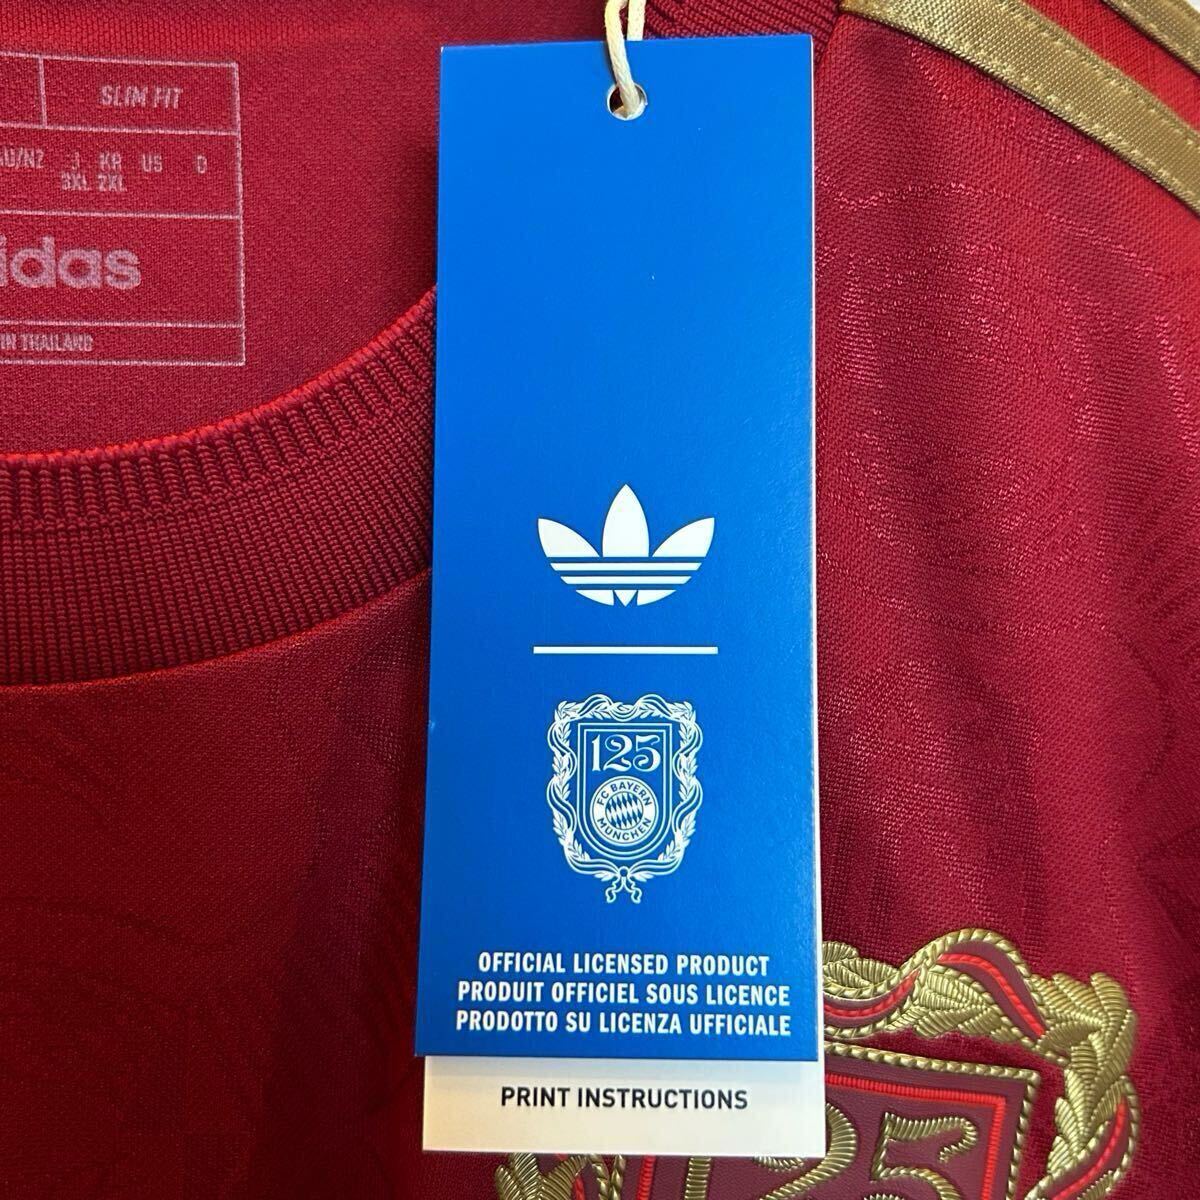 SLIM FIT
AU/NZ J KR US O
3XL 2XL
idas
IN THAILAND
125
FC BAYERN
MÜNCHEN
OFFICIAL LICENSED PRODUCT
PRODUIT OFFICIEL SOUS LICENCE
PRODOTTO SU LICENZA UFFICIALE
PRINT INSTRUCTIONS
125